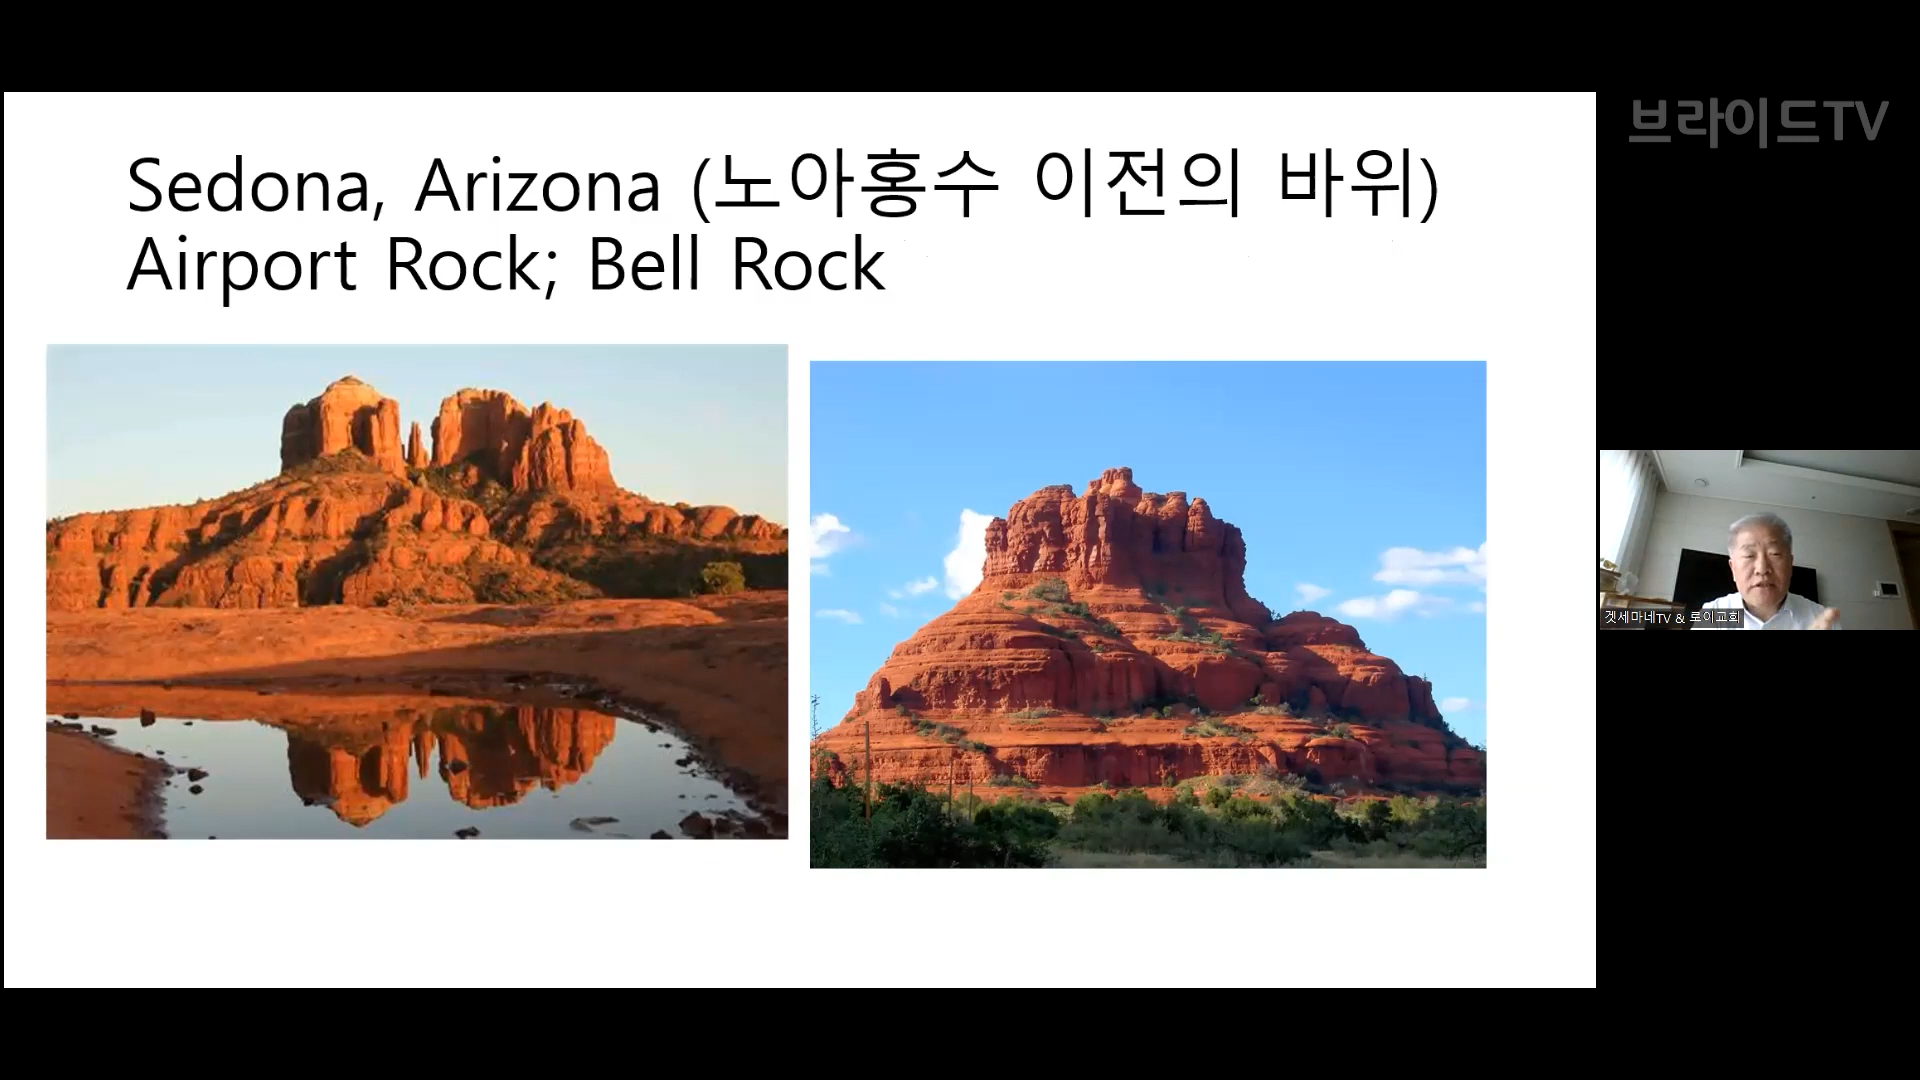 브라이드TV
Sedona, Arizona (노아홍수 이전의 바위)
Airport Rock; Bell Rock
겟세마네TV & 로이교회